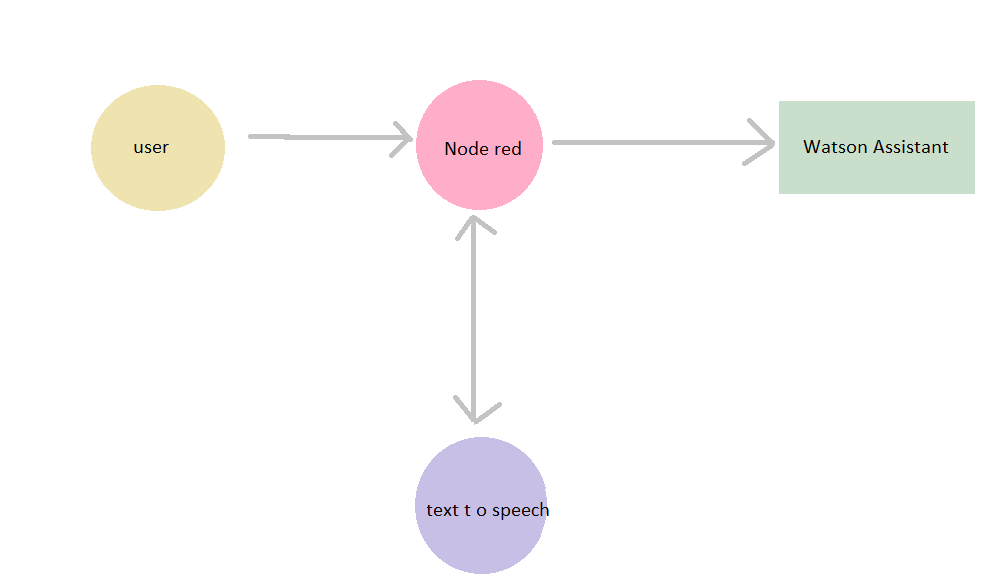 user
Node red
Watson Assistant
text t o speech